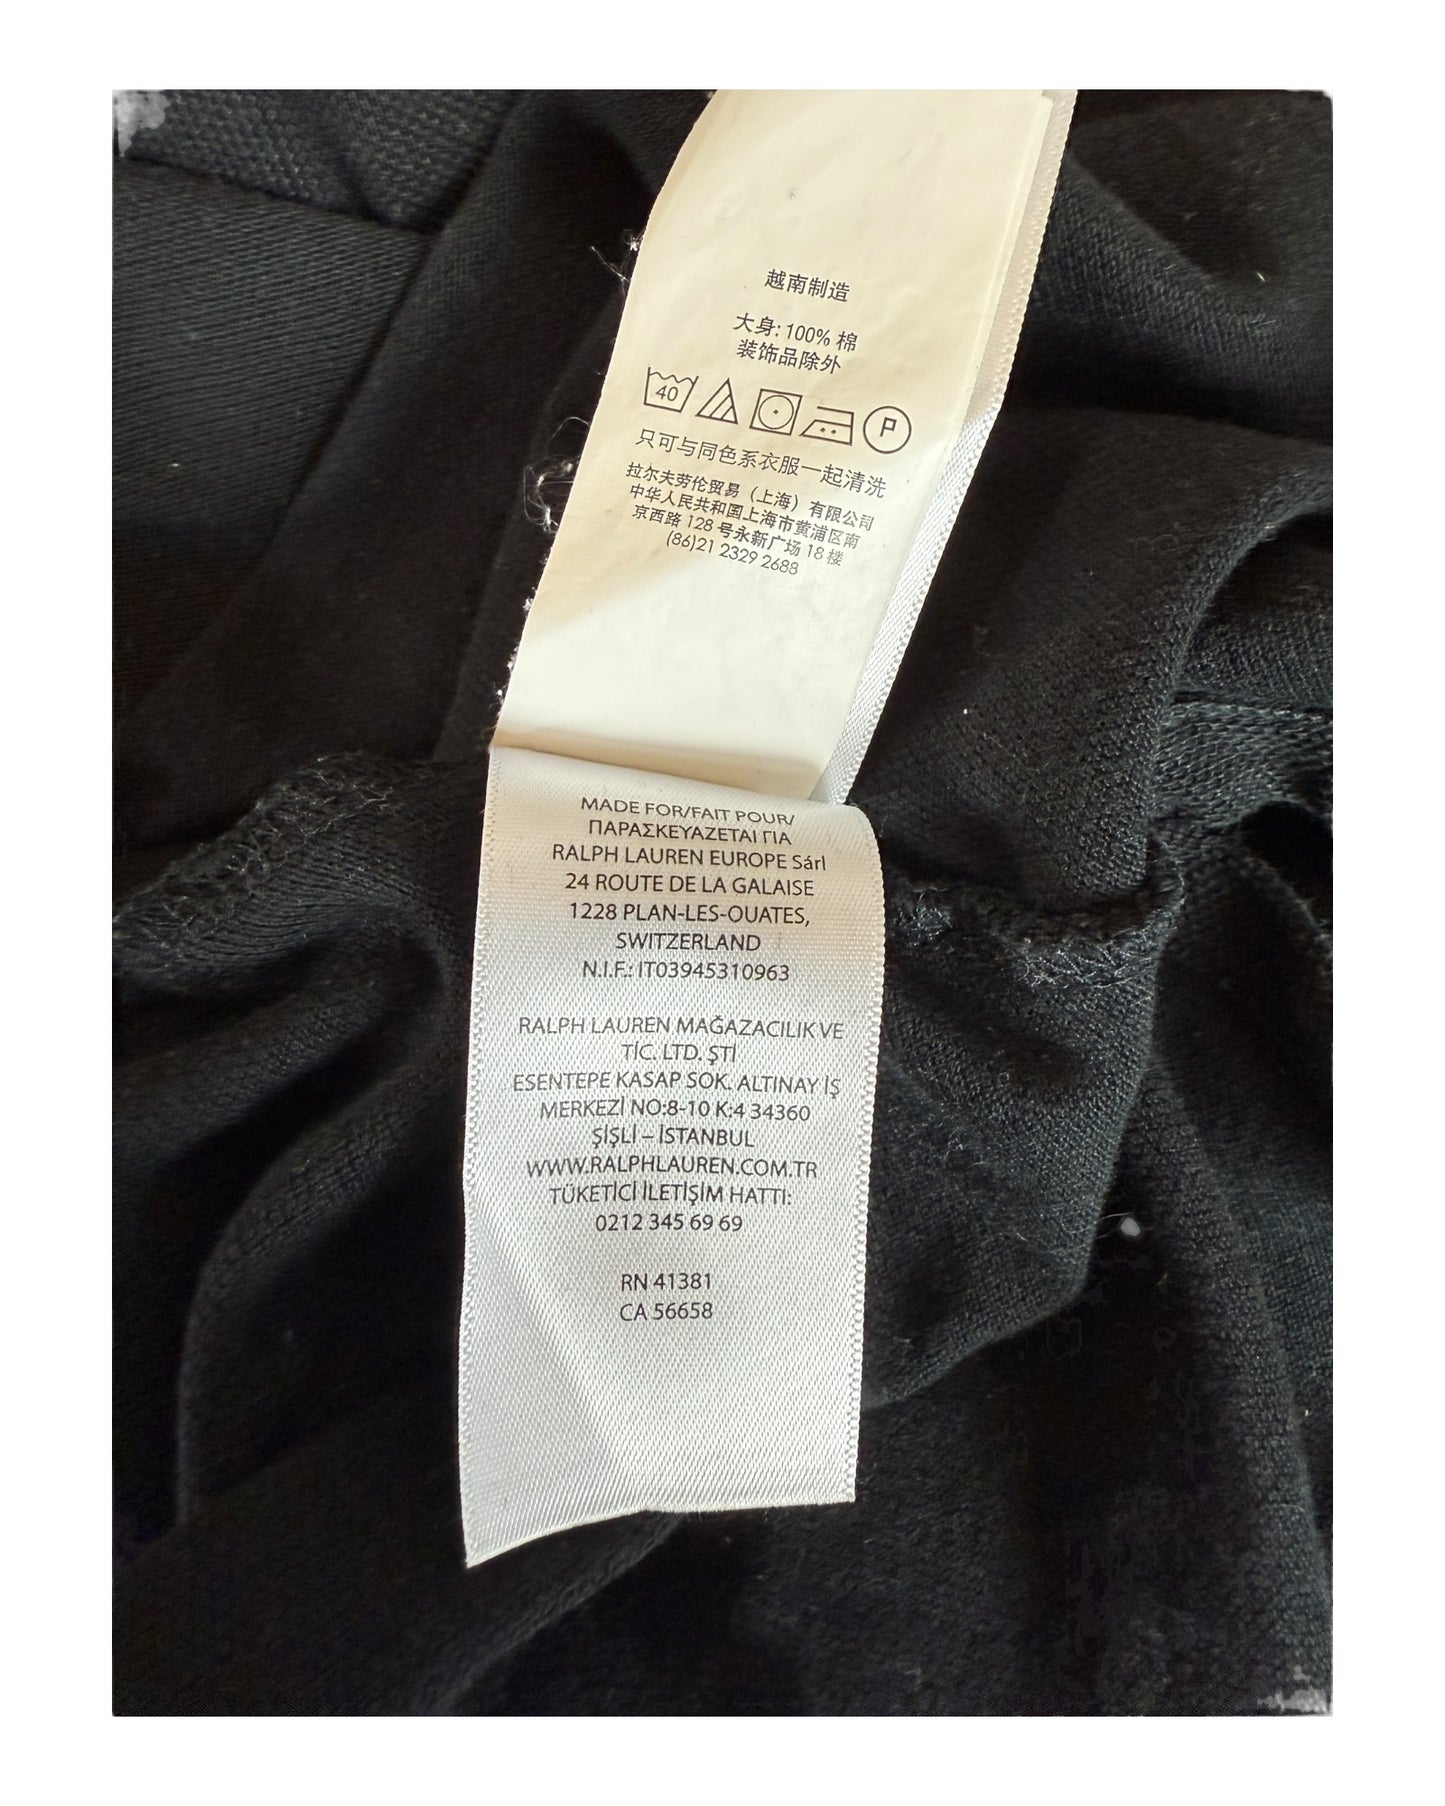 越南制造
大身: 100% 棉
装饰品除外
40 P
只可与同色系衣服一起清洗
拉尔夫劳伦贸易（上海）有限公司
中华人民共和国上海市黄浦区南
京西路 128 号永新广场 18 楼
(86)21 2329 2688
MADE FOR/FAIT POUR/
ΠΑΡΑΣΚΕΥΑΖΕΤΑΙ ΓΙΑ
RALPH LAUREN EUROPE Sárl
24 ROUTE DE LA GALAISE
1228 PLAN-LES-OUATES,
SWITZERLAND
N.I.F.: IT03945310963
RALPH LAUREN MAĞAZACILIK VE
TİC. LTD. ŞTİ
ESENTEPE KASAP SOK. ALTINAY İŞ
MERKEZİ NO:8-10 K:4 34360
ŞİŞLİ – İSTANBUL
WWW.RALPHLAUREN.COM.TR
TÜKETİCİ İLETİŞİM HATTI:
0212 345 69 69
RN 41381
CA 56658